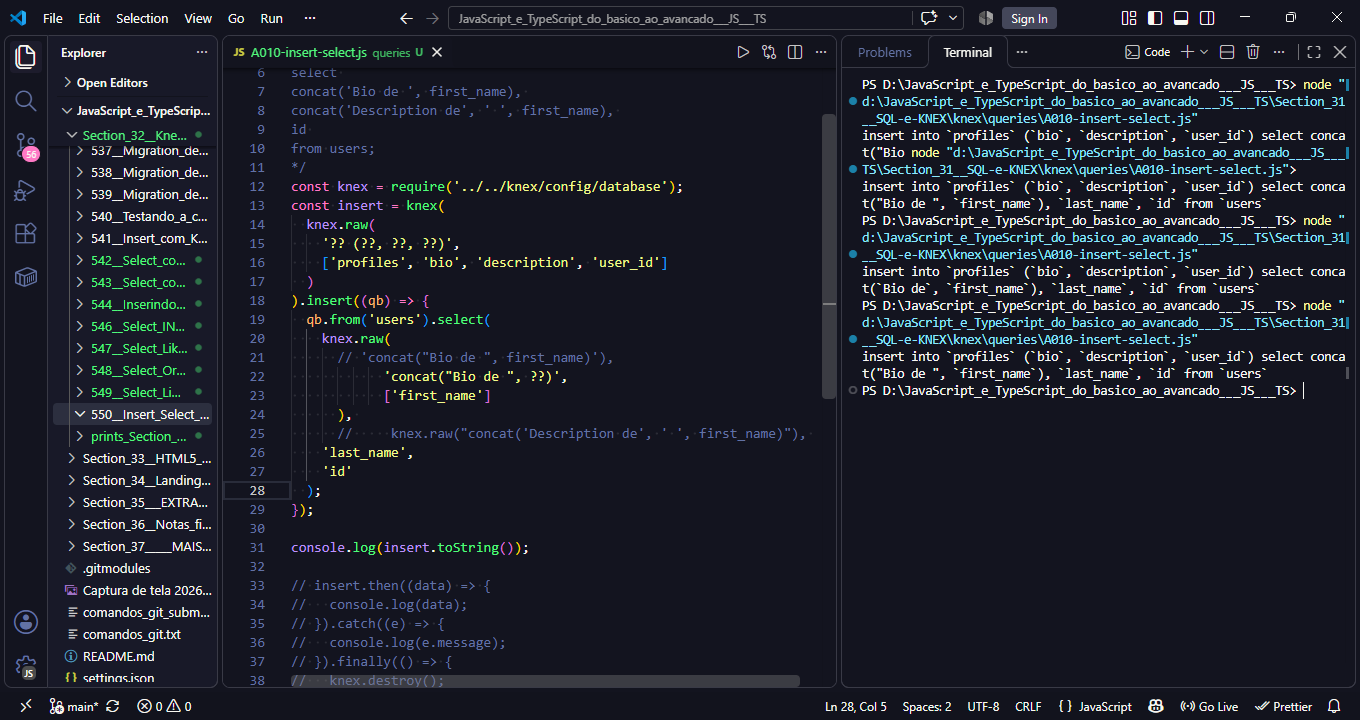 File Edit Selection View Go Run ···
JavaScript_e_TypeScript_do_basico_ao_avancado___JS___TS
Sign In
Explorer ···
Open Editors
JavaScript_e_TypeScrip...
Section_32__Kne...
537__Migration_de...
538__Migration_de...
539__Migration_de...
540__Testando_a_c...
541__Insert_com_K...
542__Select_co...
543__Select_co...
544__Inserindo...
546__Select_IN...
547__Select_Lik...
548__Select_Or...
549__Select_Li...
550__Insert_Select_...
prints_Section_...
Section_33__HTML5_...
Section_34__Landing...
Section_35___EXTRA...
Section_36__Notas_fi...
Section_37_____MAIS...
.gitmodules
Captura de tela 2026...
comandos_git_subm...
comandos_git.txt
README.md
settings.json
56
JS
JS A010-insert-select.js queries U
6 select
7 concat('Bio de ', first_name),
8 concat('Description de', ' ', first_name),
9 id
10 from users;
11 */
12 const knex = require('../../knex/config/database');
13 const insert = knex(
14 knex.raw(
15 '?? (??, ??, ??)',
16 ['profiles', 'bio', 'description', 'user_id']
17 )
18 ).insert((qb) => {
19 qb.from('users').select(
20 knex.raw(
21 // 'concat("Bio de ", first_name)'),
22 'concat("Bio de ", ??)',
23 ['first_name']
24 ),
25 // knex.raw("concat('Description de', ' ', first_name)"),
26 'last_name',
27 'id'
28 );
29 });
30
31 console.log(insert.toString());
32
33 // insert.then((data) => {
34 // console.log(data);
35 // }).catch((e) => {
36 // console.log(e.message);
37 // }).finally(() => {
38 // knex.destroy();
Problems Terminal ···
Code
PS D:\JavaScript_e_TypeScript_do_basico_ao_avancado___JS___TS> node "
d:\JavaScript_e_TypeScript_do_basico_ao_avancado___JS___TS\Section_31
__SQL-e-KNEX\knex\queries\A010-insert-select.js"
insert into `profiles` (`bio`, `description`, `user_id`) select conca
t("Bio node "d:\JavaScript_e_TypeScript_do_basico_ao_avancado___JS___
TS\Section_31__SQL-e-KNEX\knex\queries\A010-insert-select.js">
insert into `profiles` (`bio`, `description`, `user_id`) select conca
t("Bio de ", `first_name`), `last_name`, `id` from `users`
PS D:\JavaScript_e_TypeScript_do_basico_ao_avancado___JS___TS> node "
d:\JavaScript_e_TypeScript_do_basico_ao_avancado___JS___TS\Section_31
__SQL-e-KNEX\knex\queries\A010-insert-select.js"
insert into `profiles` (`bio`, `description`, `user_id`) select conca
t(`Bio de`, `first_name`), `last_name`, `id` from `users`
PS D:\JavaScript_e_TypeScript_do_basico_ao_avancado___JS___TS> node "
d:\JavaScript_e_TypeScript_do_basico_ao_avancado___JS___TS\Section_31
__SQL-e-KNEX\knex\queries\A010-insert-select.js"
insert into `profiles` (`bio`, `description`, `user_id`) select conca
t("Bio de ", `first_name`), `last_name`, `id` from `users`
PS D:\JavaScript_e_TypeScript_do_basico_ao_avancado___JS___TS>
main* 0 0 Ln 28, Col 5 Spaces: 2 UTF-8 CRLF { } JavaScript Go Live Prettier